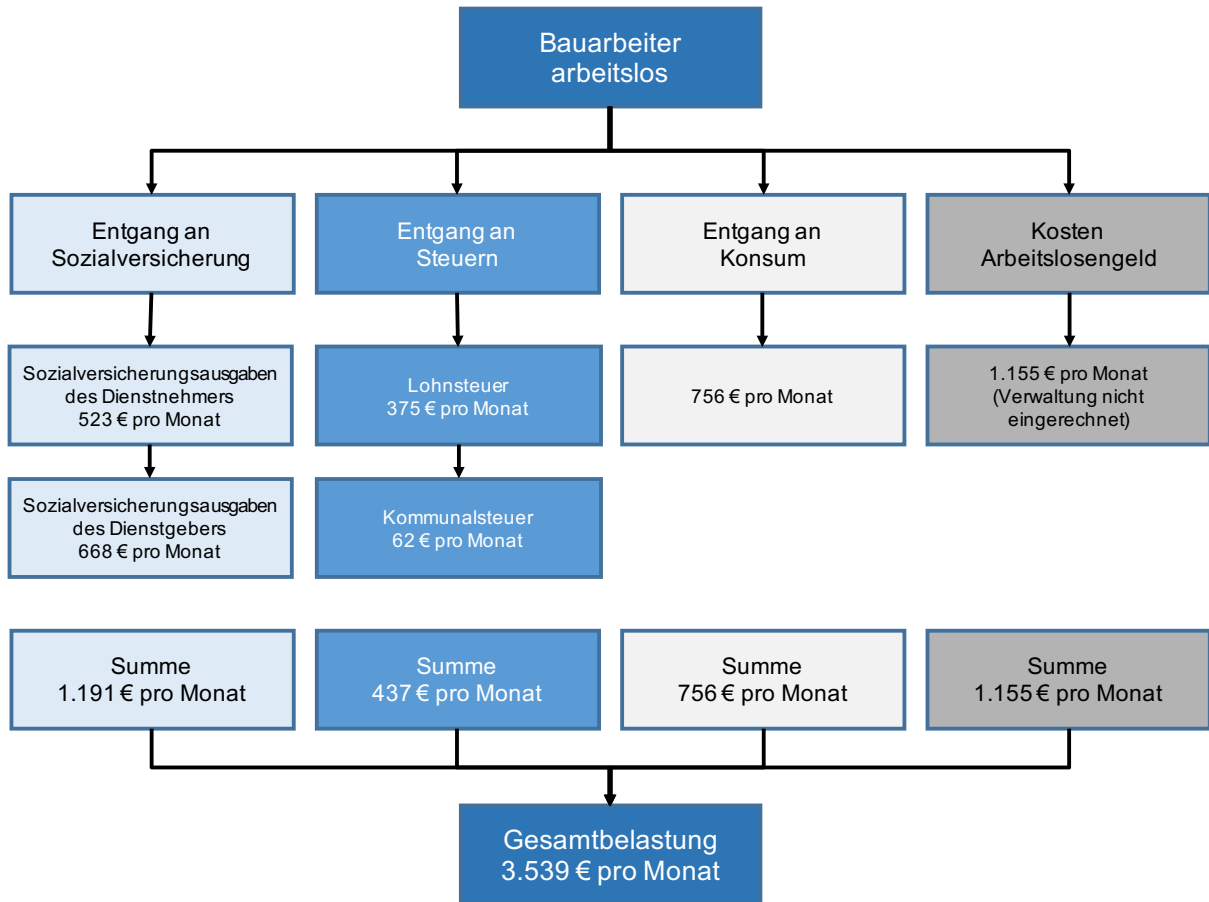 Bauarbeiter
arbeitslos
Entgang an
Sozialversicherung
Entgang an
Steuern
Entgang an
Konsum
Kosten
Arbeitslosengeld
Sozialversicherungsausgaben
des Dienstnehmers
523 € pro Monat
Lohnsteuer
375 € pro Monat
756 € pro Monat
1.155 € pro Monat
(Verwaltung nicht
eingerechnet)
Sozialversicherungsausgaben
des Dienstgebers
668 € pro Monat
Kommunalsteuer
62 € pro Monat
Summe
1.191 € pro Monat
Summe
437 € pro Monat
Summe
756 € pro Monat
Summe
1.155 € pro Monat
Gesamtbelastung
3.539 € pro Monat